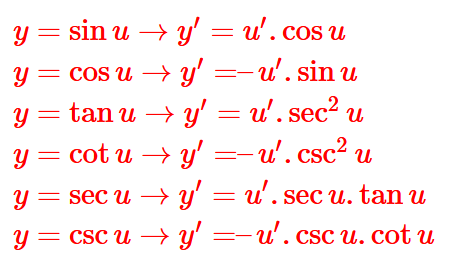 y = sin u → y′ = u′. cos u
y = cos u → y′ =– u′. sin u
y = tan u → y′ = u′. sec² u
y = cot u → y′ =– u′. csc² u
y = sec u → y′ = u′. sec u. tan u
y = csc u → y′ =– u′. csc u. cot u